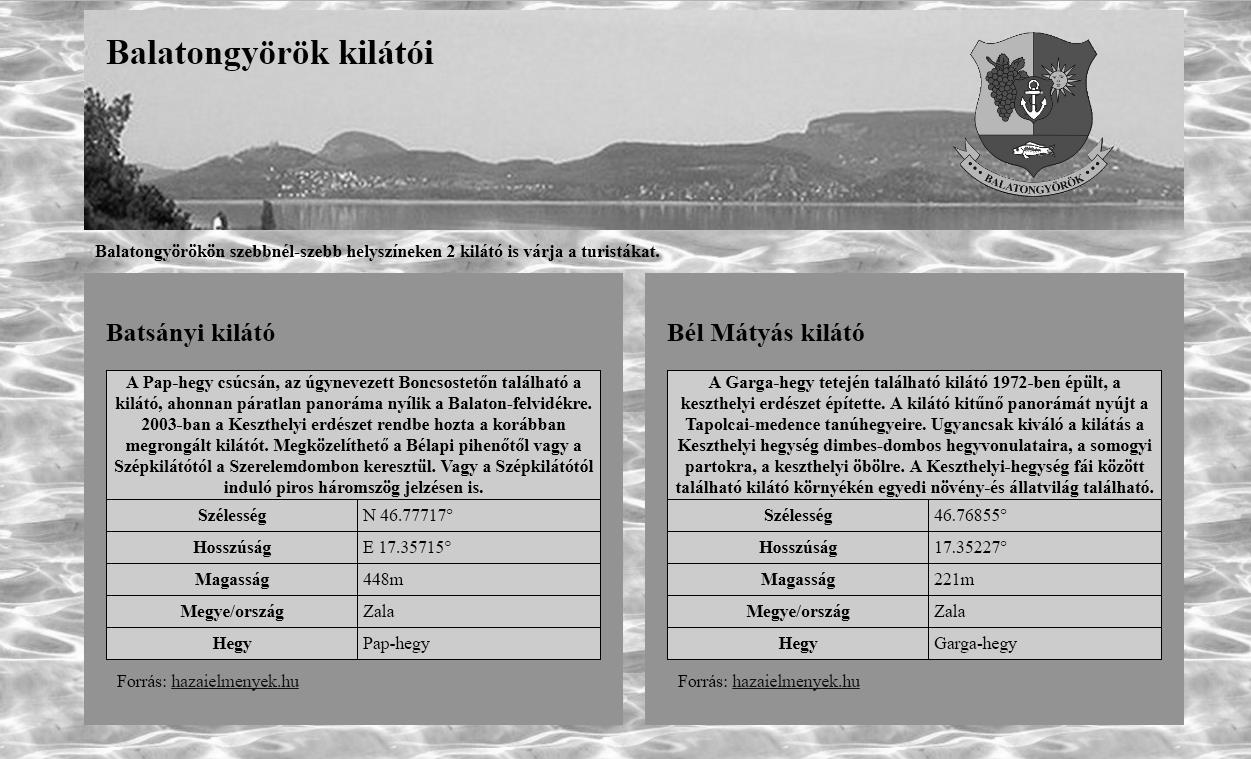 Balatongyörök kilátói
BALATONGYÖRÖK
Balatongyörökön szebbnél-szebb helyszíneken 2 kilátó is várja a turistákat.
Batsányi kilátó
A Pap-hegy csúcsán, az úgynevezett Boncsostetőn található a
kilátó, ahonnan páratlan panoráma nyílik a Balaton-felvidékre.
2003-ban a Keszthelyi erdészet rendbe hozta a korábban
megrongált kilátót. Megközelíthető a Bélapi pihenőtől vagy a
Szépkilátótól a Szerelemdombon keresztül. Vagy a Szépkilátótól
induló piros háromszög jelzésen is.
Szélesség N 46.77717°
Hosszúság E 17.35715°
Magasság 448m
Megye/ország Zala
Hegy Pap-hegy
Forrás: hazaielmenyek.hu
Bél Mátyás kilátó
A Garga-hegy tetején található kilátó 1972-ben épült, a
keszthelyi erdészet építette. A kilátó kitűnő panorámát nyújt a
Tapolcai-medence tanúhegyeire. Ugyancsak kiváló a kilátás a
Keszthelyi hegység dimbes-dombos hegyvonulataira, a somogyi
partokra, a keszthelyi öbölre. A Keszthelyi-hegység fái között
található kilátó környékén egyedi növény-és állatvilág található.
Szélesség 46.76855°
Hosszúság 17.35227°
Magasság 221m
Megye/ország Zala
Hegy Garga-hegy
Forrás: hazaielmenyek.hu